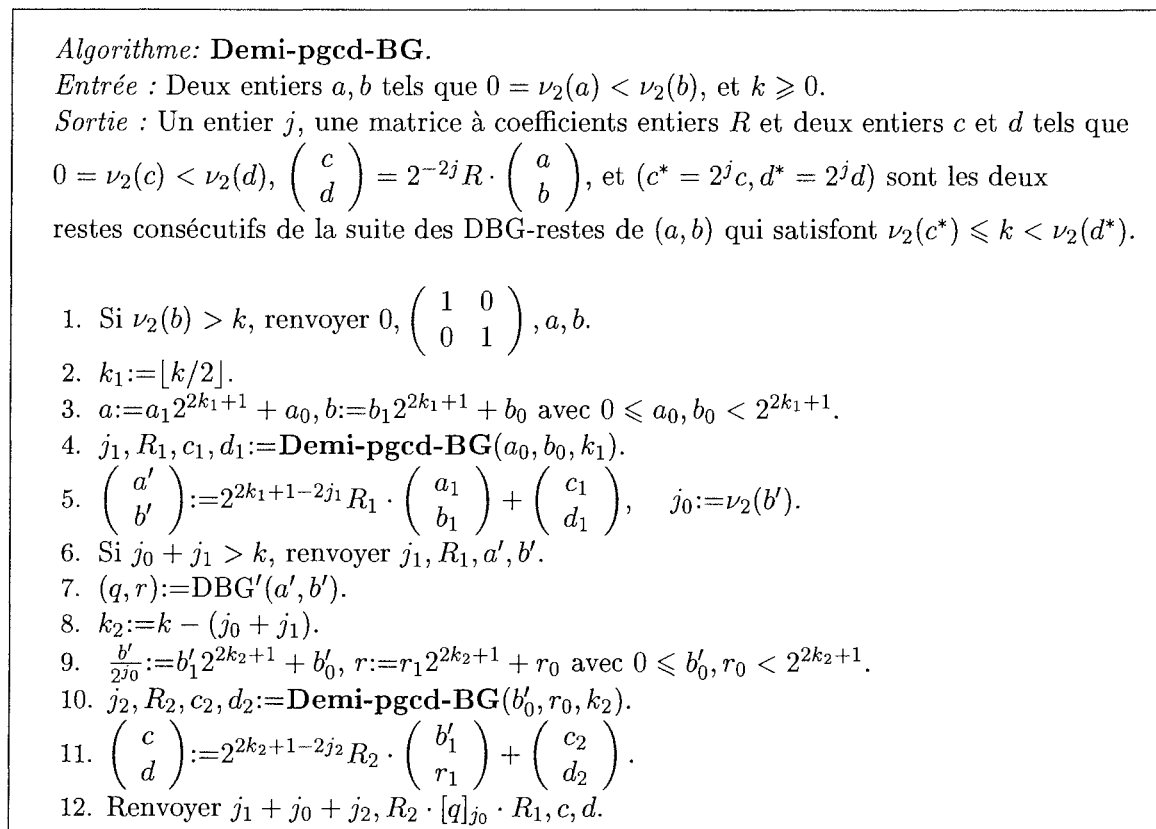 Algorithme: Demi-pgcd-BG.
Entrée : Deux entiers a, b tels que 0 = ν₂(a) < ν₂(b), et k ⩾ 0.
Sortie : Un entier j, une matrice à coefficients entiers R et deux entiers c et d tels que
0 = ν₂(c) < ν₂(d), ( c d ) = 2^{-2j} R · ( a b ), et (c* = 2^j c, d* = 2^j d) sont les deux
restes consécutifs de la suite des DBG-restes de (a, b) qui satisfont ν₂(c*) ⩽ k < ν₂(d*).
1. Si ν₂(b) > k, renvoyer 0, ( 1 0 0 1 ), a, b.
2. k₁:=⌊k/2⌋.
3. a:=a₁2^{2k₁+1} + a₀, b:=b₁2^{2k₁+1} + b₀ avec 0 ⩽ a₀, b₀ < 2^{2k₁+1}.
4. j₁, R₁, c₁, d₁:=Demi-pgcd-BG(a₀, b₀, k₁).
5. ( a′ b′ ):=2^{2k₁+1-2j₁} R₁ · ( a₁ b₁ ) + ( c₁ d₁ ), j₀:=ν₂(b′).
6. Si j₀ + j₁ > k, renvoyer j₁, R₁, a′, b′.
7. (q, r):=DBG′(a′, b′).
8. k₂:=k − (j₀ + j₁).
9. b′/2^{j₀}:=b′₁2^{2k₂+1} + b′₀, r:=r₁2^{2k₂+1} + r₀ avec 0 ⩽ b′₀, r₀ < 2^{2k₂+1}.
10. j₂, R₂, c₂, d₂:=Demi-pgcd-BG(b′₀, r₀, k₂).
11. ( c d ):=2^{2k₂+1-2j₂} R₂ · ( b′₁ r₁ ) + ( c₂ d₂ ).
12. Renvoyer j₁ + j₀ + j₂, R₂ · [q]_{j₀} · R₁, c, d.